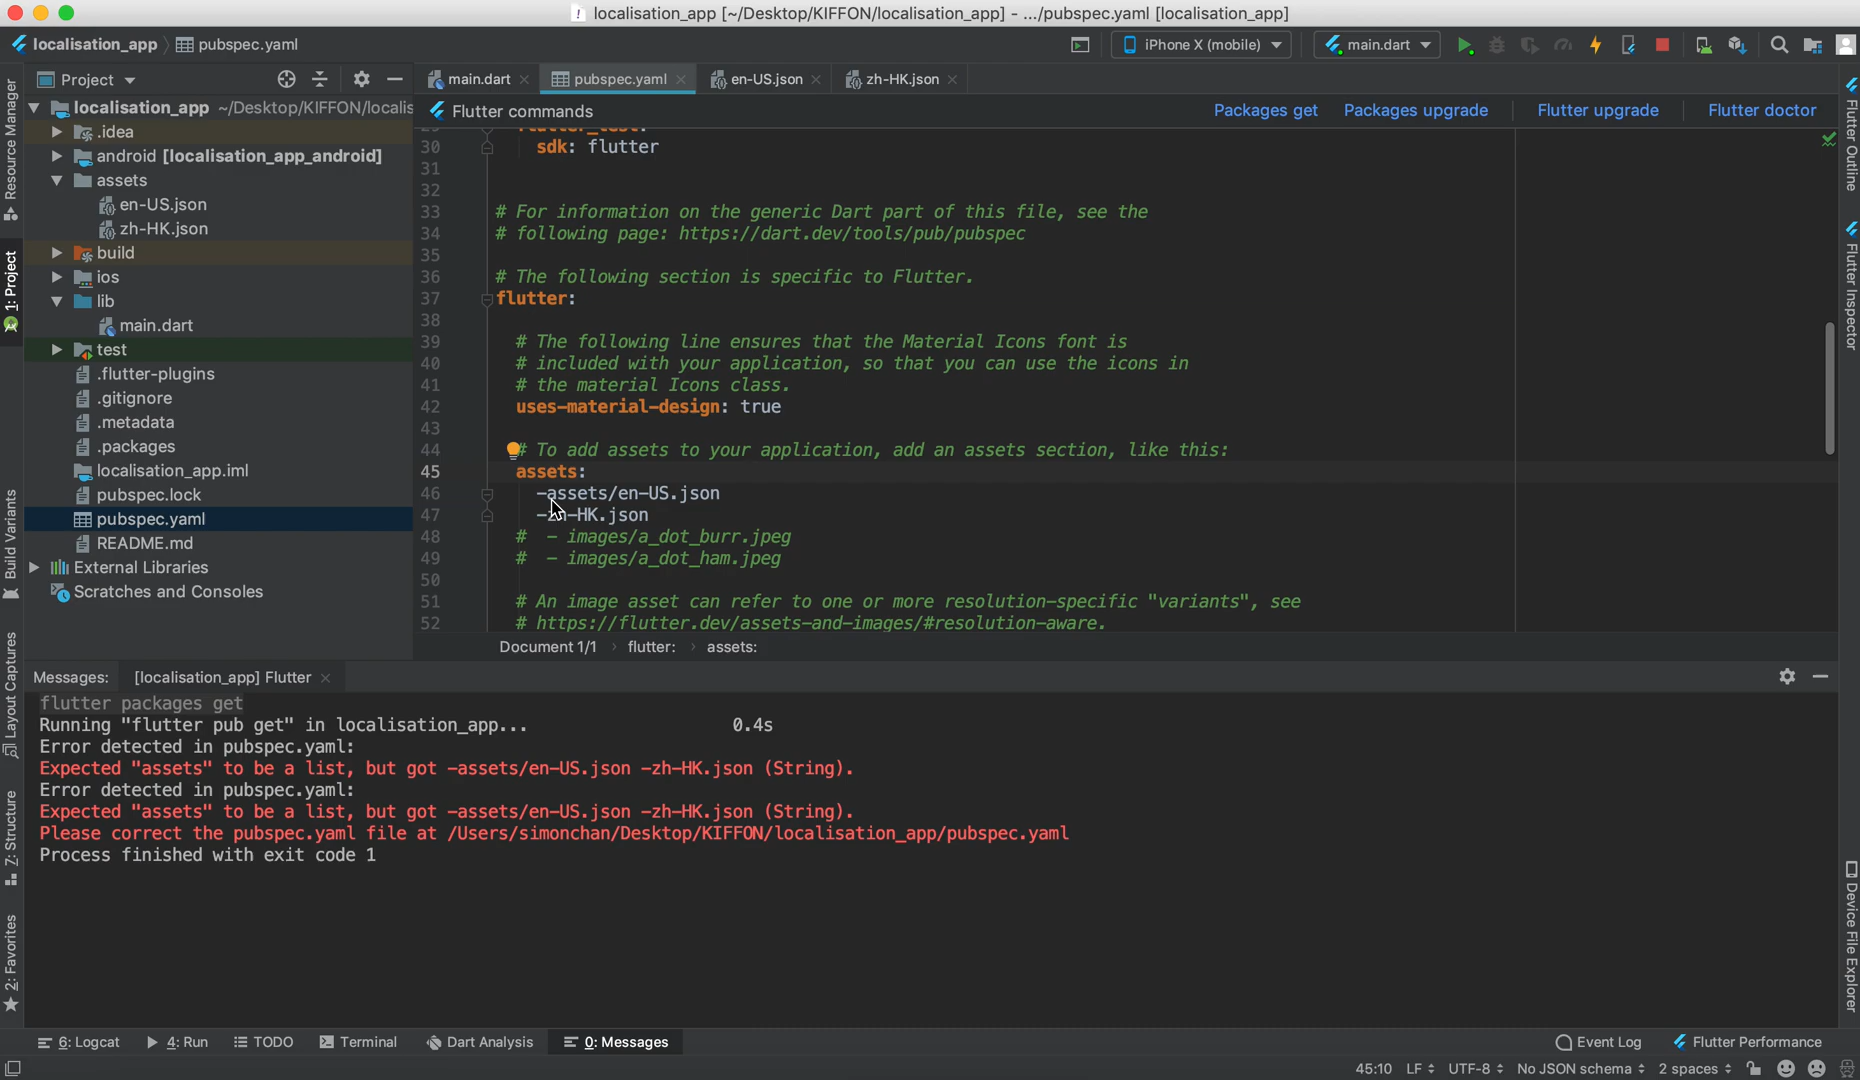 localisation_app [~/Desktop/KIFFON/localisation_app] - .../pubspec.yaml [localisation_app]
localisation_app
pubspec.yaml
iPhone X (mobile)
main.dart
Project
main.dart
pubspec.yaml
en-US.json
zh-HK.json
Flutter commands
Packages get
Packages upgrade
Flutter upgrade
Flutter doctor
localisation_app ~/Desktop/KIFFON/localis
.idea
android [localisation_app_android]
assets
en-US.json
zh-HK.json
build
ios
lib
main.dart
test
.flutter-plugins
.gitignore
.metadata
.packages
localisation_app.iml
pubspec.lock
pubspec.yaml
README.md
External Libraries
Scratches and Consoles
Resource Manager
1: Project
Build Variants
Layout Captures
7: Structure
2: Favorites
29 flutter_test:
30 sdk: flutter
31
32
33 # For information on the generic Dart part of this file, see the
34 # following page: https://dart.dev/tools/pub/pubspec
35
36 # The following section is specific to Flutter.
37 flutter:
38
39 # The following line ensures that the Material Icons font is
40 # included with your application, so that you can use the icons in
41 # the material Icons class.
42 uses-material-design: true
43
44 # To add assets to your application, add an assets section, like this:
45 assets:
46 -assets/en-US.json
47 -zh-HK.json
48 # - images/a_dot_burr.jpeg
49 # - images/a_dot_ham.jpeg
50
51 # An image asset can refer to one or more resolution-specific "variants", see
52 # https://flutter.dev/assets-and-images/#resolution-aware.
Document 1/1 › flutter: › assets:
Flutter Outline
Flutter Inspector
Device File Explorer
Messages:
[localisation_app] Flutter
flutter packages get
Running "flutter pub get" in localisation_app... 0.4s
Error detected in pubspec.yaml:
Expected "assets" to be a list, but got -assets/en-US.json -zh-HK.json (String).
Error detected in pubspec.yaml:
Expected "assets" to be a list, but got -assets/en-US.json -zh-HK.json (String).
Please correct the pubspec.yaml file at /Users/simonchan/Desktop/KIFFON/localisation_app/pubspec.yaml
Process finished with exit code 1
6: Logcat
4: Run
TODO
Terminal
Dart Analysis
0: Messages
Event Log
Flutter Performance
45:10 LF UTF-8 No JSON schema 2 spaces